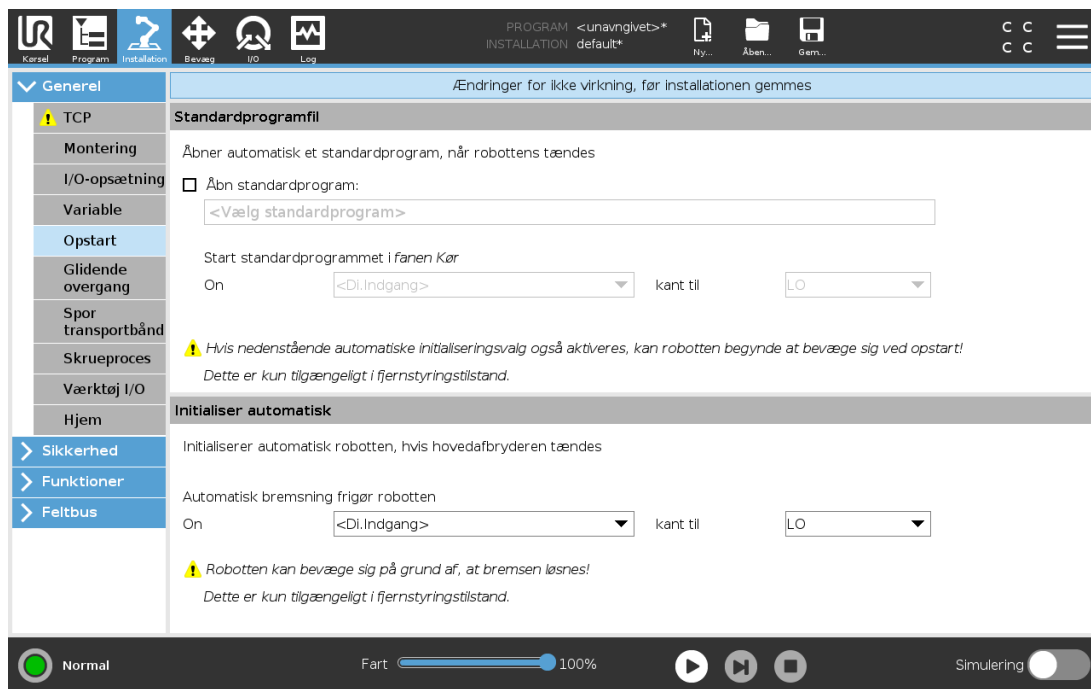 UR
Kørsel
Program
Installation
Bevæg
I/O
Log
PROGRAM <unavngivet>*
INSTALLATION default*
Ny...
Åben...
Gem...
C C
C C
Generel
TCP
Montering
I/O-opsætning
Variable
Opstart
Glidende
overgang
Spor
transportbånd
Skrueproces
Værktøj I/O
Hjem
Sikkerhed
Funktioner
Feltbus
Ændringer for ikke virkning, før installationen gemmes
Standardprogramfil
Åbner automatisk et standardprogram, når robottens tændes
Åbn standardprogram:
<Vælg standardprogram>
Start standardprogrammet i fanen Kør
On <Di.Indgang> kant til LO
Hvis nedenstående automatiske initialiseringsvalg også aktiveres, kan robotten begynde at bevæge sig ved opstart!
Dette er kun tilgængeligt i fjernstyringstilstand.
Initialiser automatisk
Initialiserer automatisk robotten, hvis hovedafbryderen tændes
Automatisk bremsning frigør robotten
On <Di.Indgang> kant til LO
Robotten kan bevæge sig på grund af, at bremsen løsnes!
Dette er kun tilgængeligt i fjernstyringstilstand.
Normal
Fart 100%
Simulering